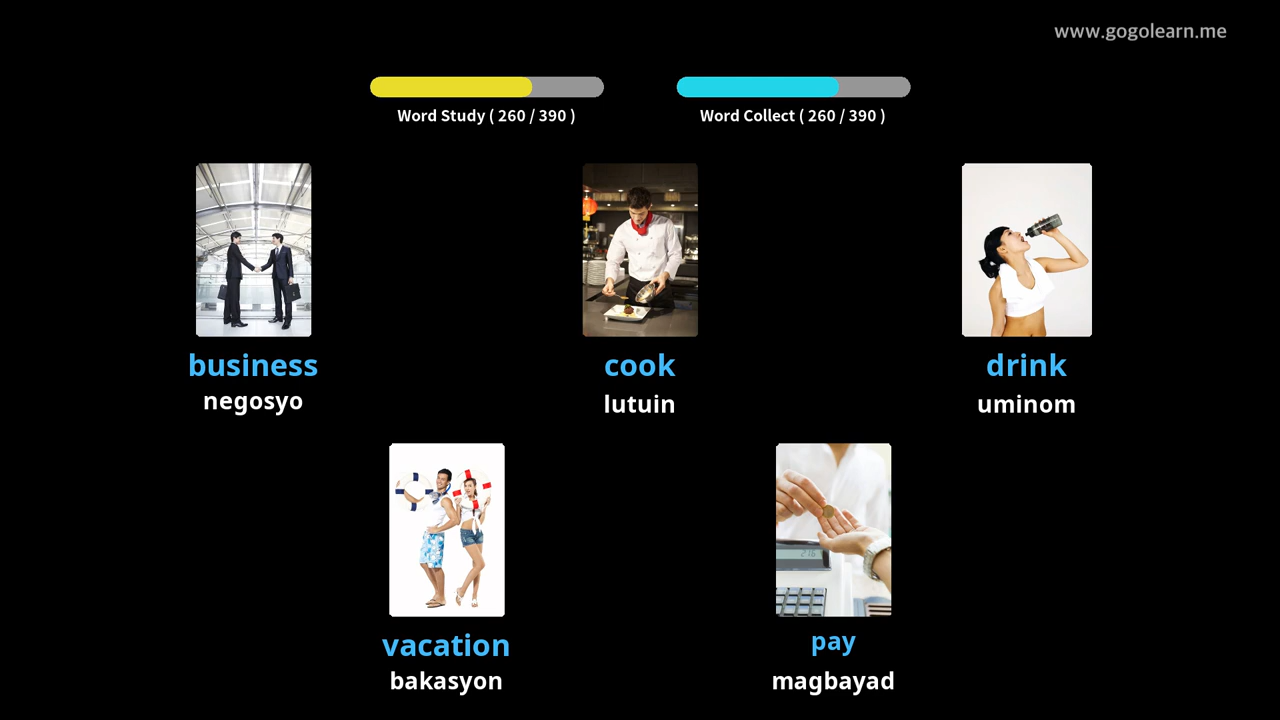 www.gogolearn.me
Word Study ( 260 / 390 )
Word Collect ( 260 / 390 )
business
negosyo
cook
lutuin
drink
uminom
vacation
bakasyon
pay
magbayad